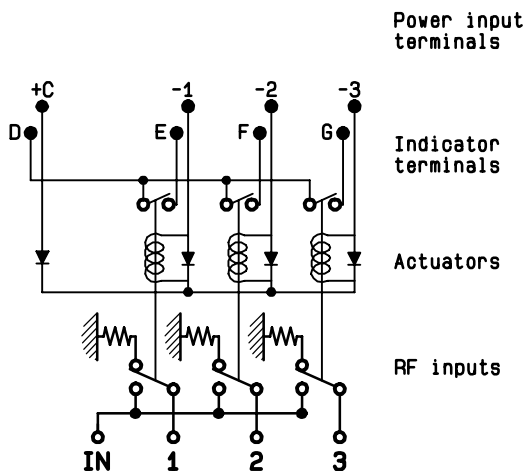 Power input
terminals
+C -1 -2 -3
D E F G
Indicator
terminals
Actuators
RF inputs
IN 1 2 3